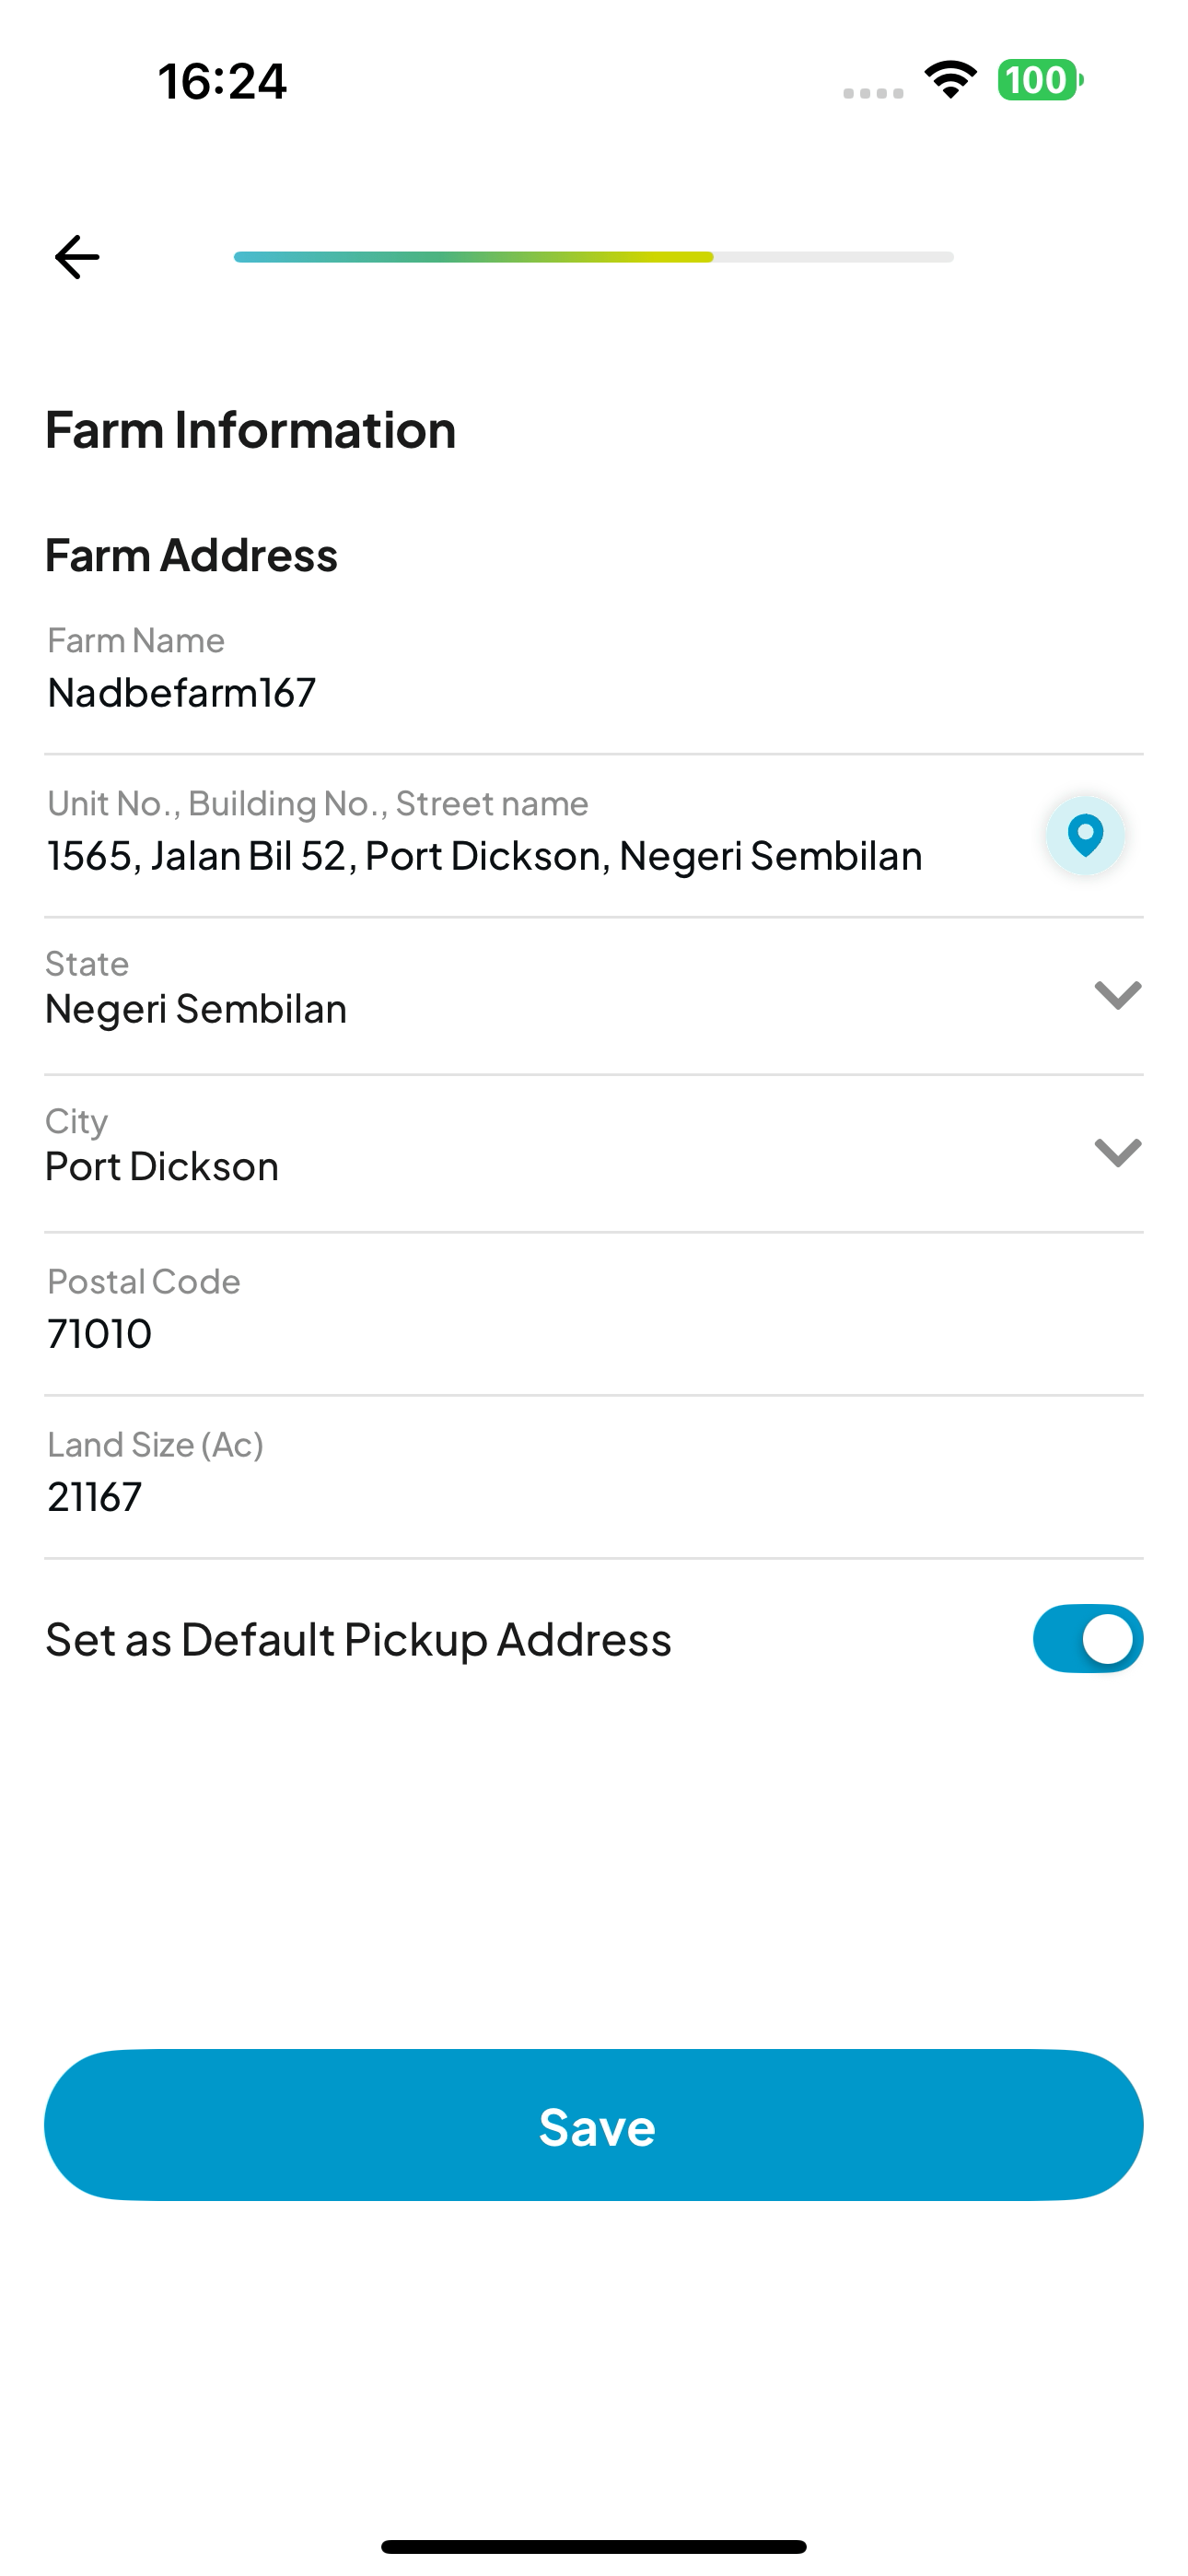 16:24
100
Farm Information
Farm Address
Farm Name
Nadbefarm167
Unit No., Building No., Street name
1565, Jalan Bil 52, Port Dickson, Negeri Sembilan
State
Negeri Sembilan
City
Port Dickson
Postal Code
71010
Land Size (Ac)
21167
Set as Default Pickup Address
Save